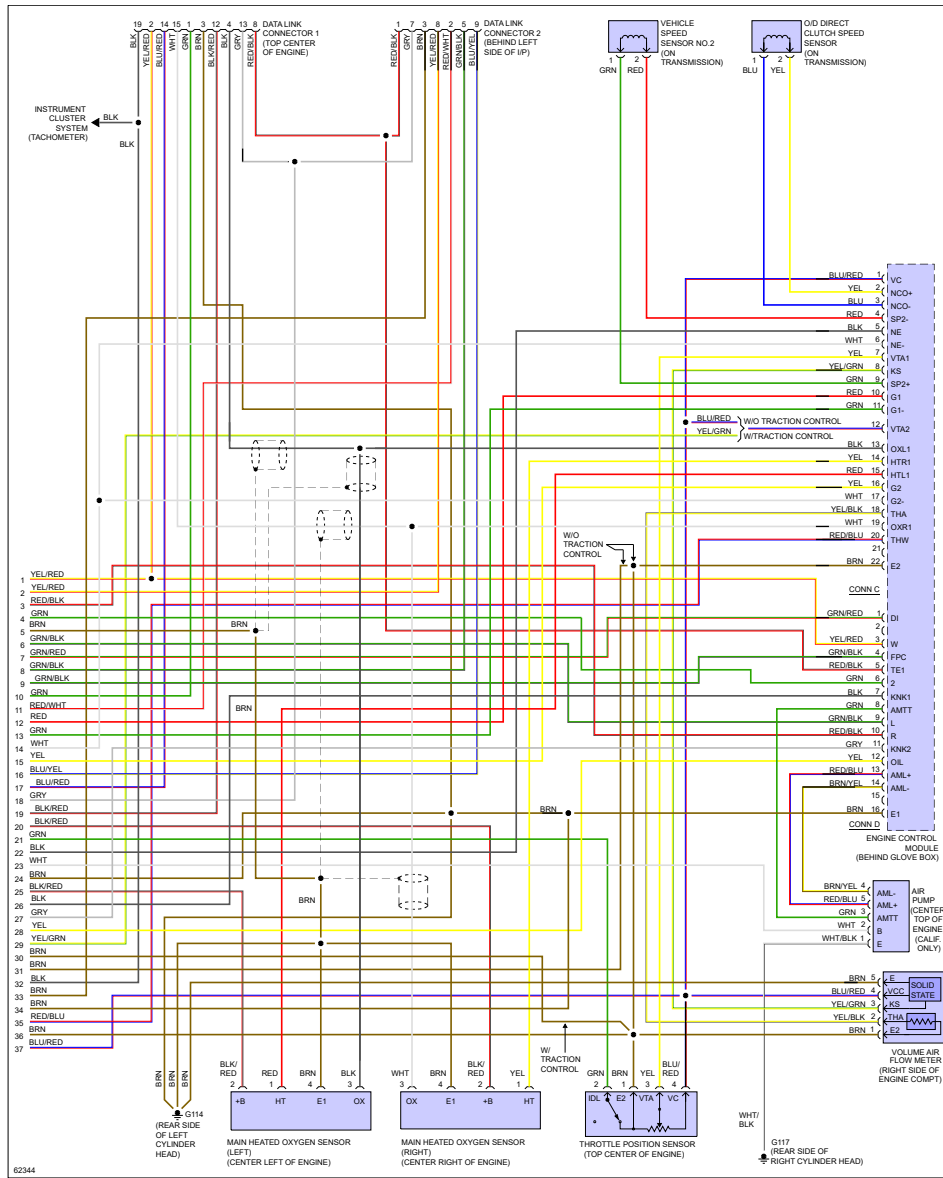 19 2 14 15 1 3 12 4 13 8
BLK YEL/RED BLU/RED WHT GRN BRN BLK/RED BLK GRY RED/BLK
DATA LINK
CONNECTOR 1
(TOP CENTER
OF ENGINE)
1 7 3 8 2 5 9
RED/BLK GRY BRN YEL/RED RED/WHT GRN/BLK BLU/YEL
DATA LINK
CONNECTOR 2
(BEHIND LEFT
SIDE OF I/P)
VEHICLE
SPEED
SENSOR NO.2
(ON
TRANSMISSION)
1 2
GRN RED
O/D DIRECT
CLUTCH SPEED
SENSOR
(ON
TRANSMISSION)
1 2
BLU YEL
INSTRUMENT
CLUSTER
SYSTEM
(TACHOMETER)
BLK
BLK
BLU/RED 1 VC
YEL 2 NCO+
BLU 3 NCO-
RED 4 SP2-
BLK 5 NE
WHT 6 NE-
YEL 7 VTA1
YEL/GRN 8 KS
GRN 9 SP2+
RED 10 G1
GRN 11 G1-
BLU/RED W/O TRACTION CONTROL
12 VTA2
YEL/GRN W/TRACTION CONTROL
BLK 13 OXL1
YEL 14 HTR1
RED 15 HTL1
YEL 16 G2
WHT 17 G2-
YEL/BLK 18 THA
WHT 19 OXR1
RED/BLU 20 THW
21
BRN 22 E2
CONN C
W/O
TRACTION
CONTROL
GRN/RED 1 DI
2
YEL/RED 3 W
GRN/BLK 4 FPC
RED/BLK 5 TE1
GRN 6 2
BLK 7 KNK1
GRN 8 AMTT
GRN/BLK 9 L
RED/BLK 10 R
GRY 11 KNK2
YEL 12 OIL
RED/BLU 13 AML+
BRN/YEL 14 AML-
15
BRN 16 E1
CONN D
ENGINE CONTROL
MODULE
(BEHIND GLOVE BOX)
1 YEL/RED
2 YEL/RED
3 RED/BLK
4 GRN
5 BRN
6 GRN/BLK
7 GRN/RED
8 GRN/BLK
9 GRN/BLK
10 GRN
11 RED/WHT
12 RED
13 GRN
14 WHT
15 YEL
16 BLU/YEL
17 BLU/RED
18 GRY
19 BLK/RED
20 BLK/RED
21 GRN
22 BLK
23 WHT
24 BRN
25 BLK/RED
26 BLK
27 GRY
28 YEL
29 YEL/GRN
30 BRN
31 BRN
32 BLK
33 BRN
34 BRN
35 RED/BLU
36 BRN
37 BLU/RED
BRN
BRN
BRN
BRN
BRN/YEL 4 AML-
RED/BLU 5 AML+
GRN 3 AMTT
WHT 2 B
WHT/BLK 1 E
AIR
PUMP
(CENTER
TOP OF
ENGINE)
(CALIF.
ONLY)
BRN 5 E
BLU/RED 4 VCC
YEL/GRN 3 KS
YEL/BLK 2 THA
BRN 1 E2
SOLID
STATE
VOLUME AIR
FLOW METER
(RIGHT SIDE OF
ENGINE COMPT)
W/
TRACTION
CONTROL
BRN BRN BRN
G114
(REAR SIDE
OF LEFT
CYLINDER
HEAD)
BLK/
RED RED BRN BLK
2 1 4 3
+B HT E1 OX
MAIN HEATED OXYGEN SENSOR
(LEFT)
(CENTER LEFT OF ENGINE)
WHT BRN BLK/
RED YEL
3 4 2 1
OX E1 +B HT
MAIN HEATED OXYGEN SENSOR
(RIGHT)
(CENTER RIGHT OF ENGINE)
GRN BRN YEL BLU/
RED
2 1 3 4
IDL E2 VTA VC
THROTTLE POSITION SENSOR
(TOP CENTER OF ENGINE)
WHT/
BLK
G117
(REAR SIDE OF
RIGHT CYLINDER HEAD)
62344